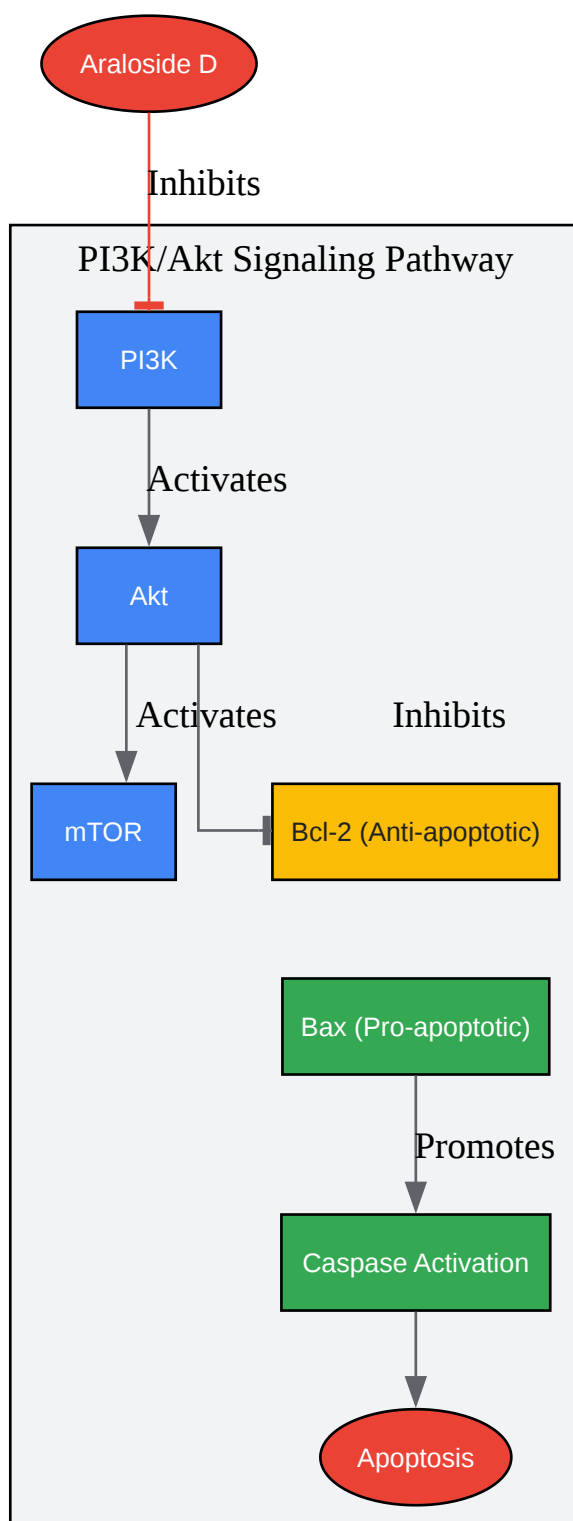 Araloside D
Inhibits
PI3K/Akt Signaling Pathway
PI3K
Activates
Akt
Activates
Inhibits
mTOR
Bcl-2 (Anti-apoptotic)
Bax (Pro-apoptotic)
Promotes
Caspase Activation
Apoptosis